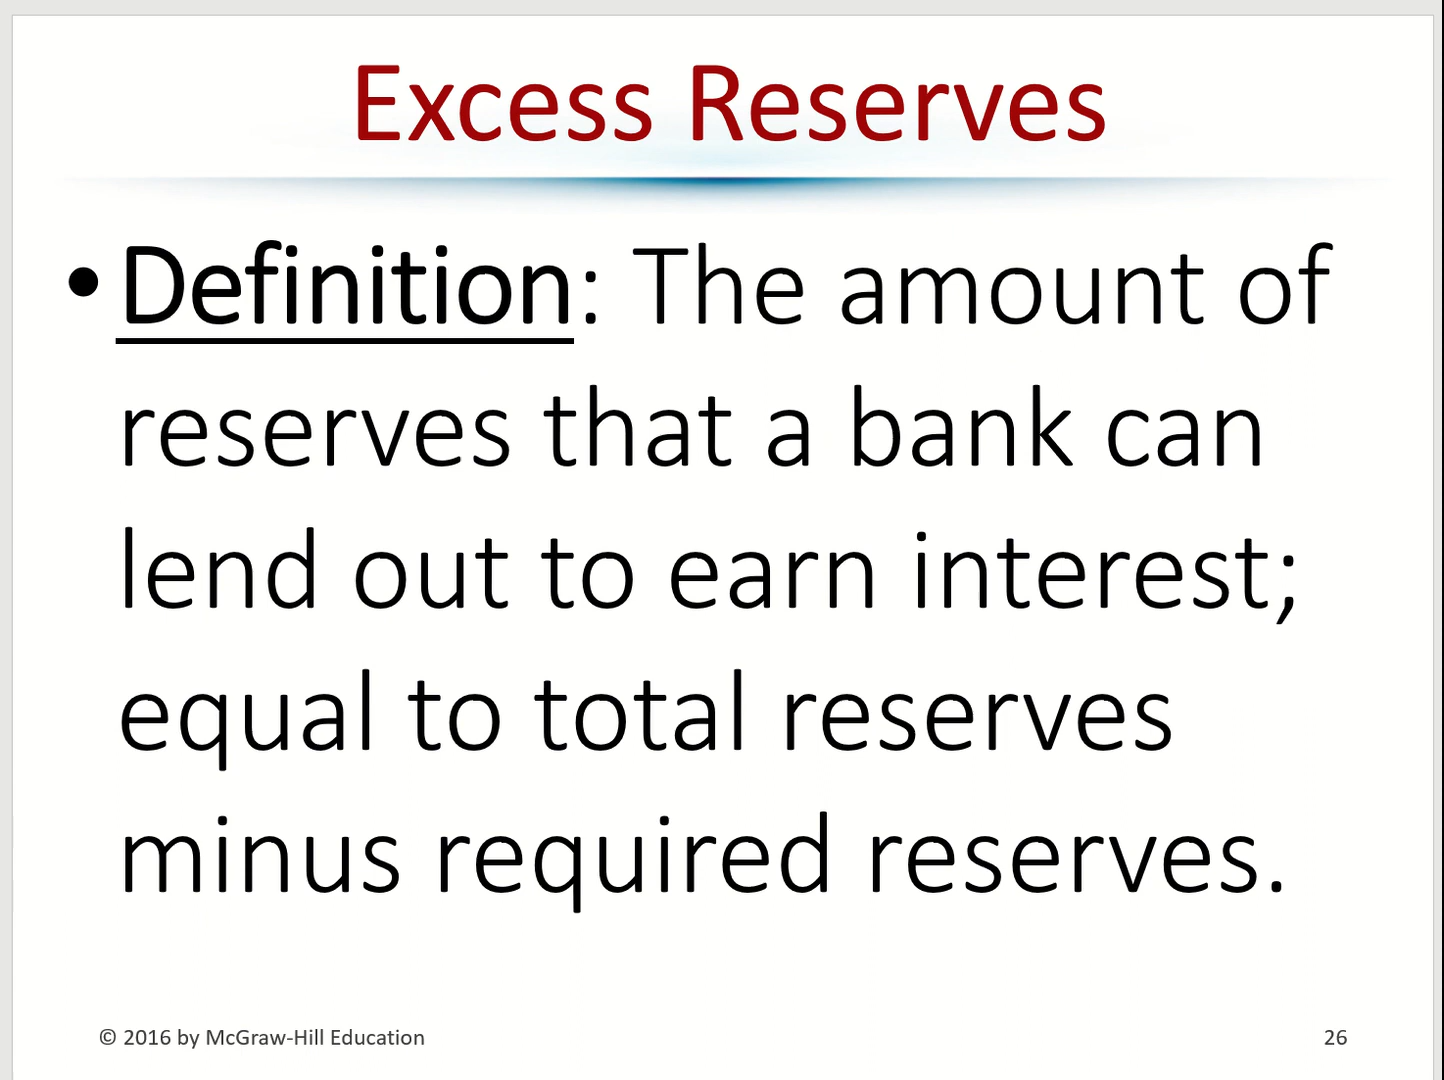 Excess Reserves
• Definition: The amount of
reserves that a bank can
lend out to earn interest;
equal to total reserves
minus required reserves.
© 2016 by McGraw-Hill Education
26